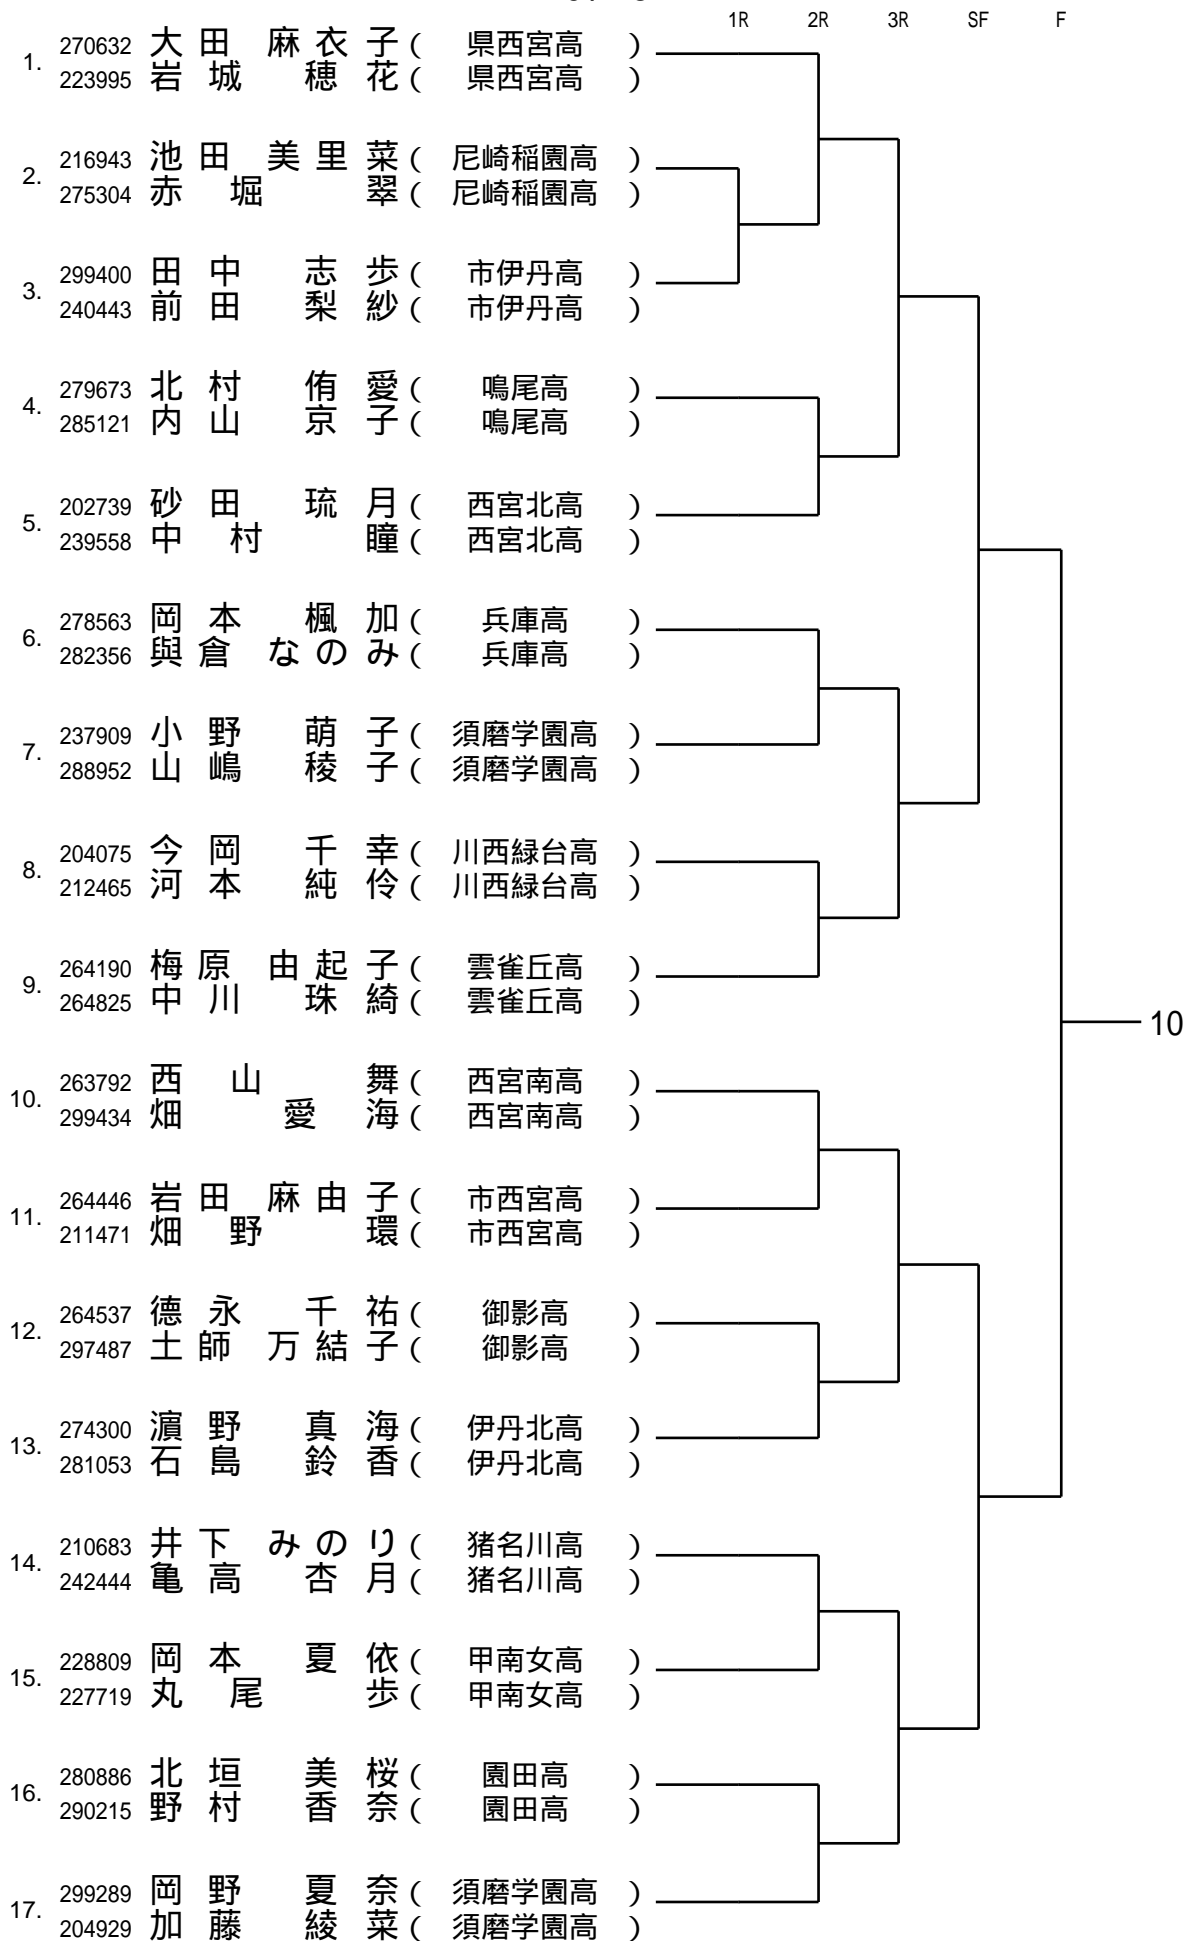 1R 2R 3R SF F
1. 270632 大田 麻衣子 ( 県西宮高 )
223995 岩城 穂花 ( 県西宮高 )
2. 216943 池田 美里菜 ( 尼崎稲園高 )
275304 赤堀 翠 ( 尼崎稲園高 )
3. 299400 田中 志歩 ( 市伊丹高 )
240443 前田 梨紗 ( 市伊丹高 )
4. 279673 北村 侑愛 ( 鳴尾高 )
285121 内山 京子 ( 鳴尾高 )
5. 202739 砂田 琉月 ( 西宮北高 )
239558 中村 瞳 ( 西宮北高 )
6. 278563 岡本 楓加 ( 兵庫高 )
282356 與倉 なのみ ( 兵庫高 )
7. 237909 小野 萌子 ( 須磨学園高 )
288952 山嶋 稜子 ( 須磨学園高 )
8. 204075 今岡 千幸 ( 川西緑台高 )
212465 河本 純伶 ( 川西緑台高 )
9. 264190 梅原 由起子 ( 雲雀丘高 )
264825 中川 珠綺 ( 雲雀丘高 )
10
10. 263792 西山 舞 ( 西宮南高 )
299434 畑 愛海 ( 西宮南高 )
11. 264446 岩田 麻由子 ( 市西宮高 )
211471 畑野 環 ( 市西宮高 )
12. 264537 德永 千祐 ( 御影高 )
297487 土師 万結子 ( 御影高 )
13. 274300 濵野 真海 ( 伊丹北高 )
281053 石島 鈴香 ( 伊丹北高 )
14. 210683 井下 みのり ( 猪名川高 )
242444 亀高 杏月 ( 猪名川高 )
15. 228809 岡本 夏依 ( 甲南女高 )
227719 丸尾 歩 ( 甲南女高 )
16. 280886 北垣 美桜 ( 園田高 )
290215 野村 香奈 ( 園田高 )
17. 299289 岡野 夏奈 ( 須磨学園高 )
204929 加藤 綾菜 ( 須磨学園高 )